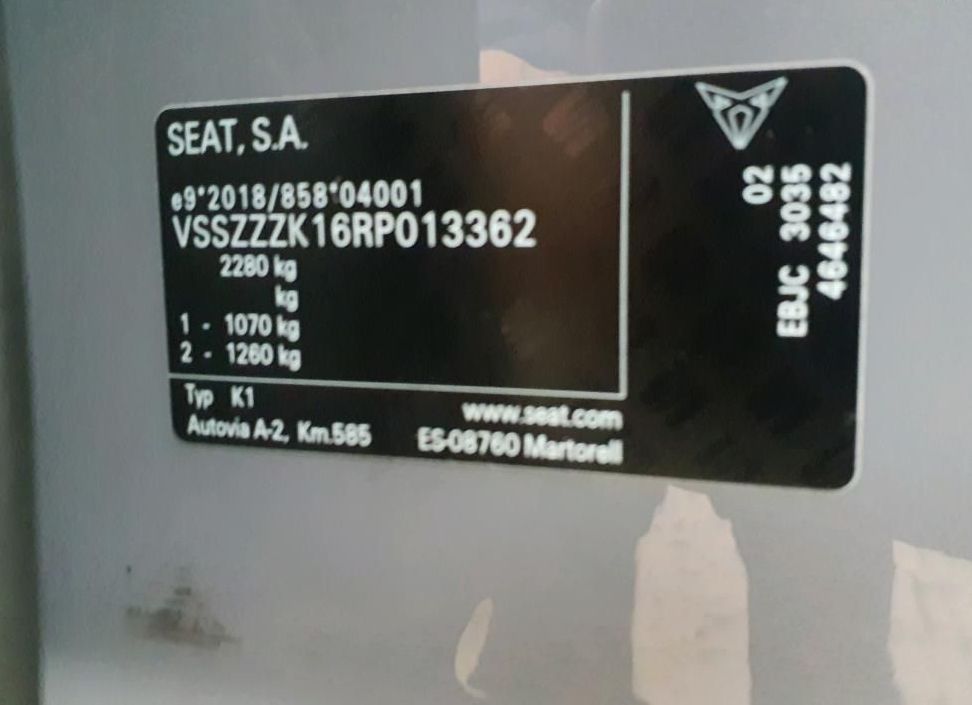 SEAT, S.A.
e9*2018/858*04001
VSSZZZK16RP013362
2280 kg
kg
1 - 1070 kg
2 - 1260 kg
Typ K1
www.seat.com
Autovia A-2, Km.585
ES-08760 Martorell
02
EBJC 3035
4646482